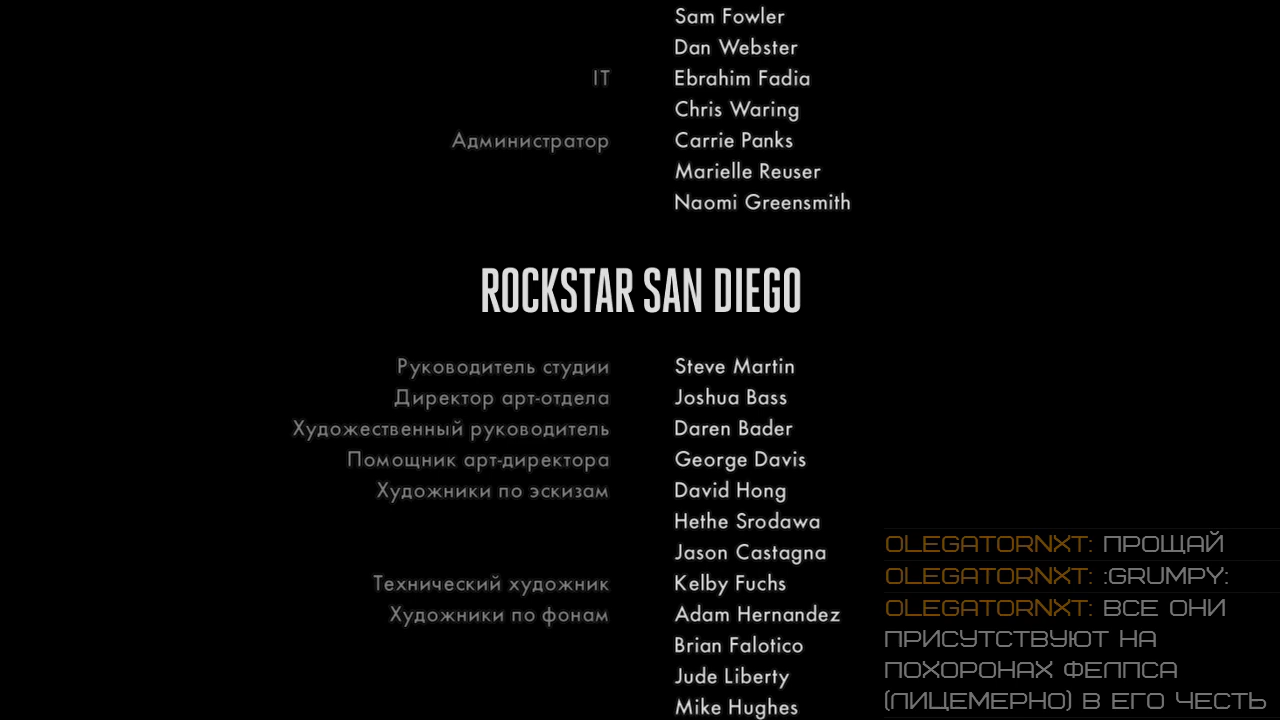 Sam Fowler
Dan Webster
IT Ebrahim Fadia
Chris Waring
Администратор Carrie Panks
Marielle Reuser
Naomi Greensmith
ROCKSTAR SAN DIEGO
Руководитель студии Steve Martin
Директор арт-отдела Joshua Bass
Художественный руководитель Daren Bader
Помощник арт-директора George Davis
Художники по эскизам David Hong
Hethe Srodawa
Jason Castagna
Технический художник Kelby Fuchs
Художники по фонам Adam Hernandez
Brian Falotico
Jude Liberty
Mike Hughes
OLEGATORNXT: ПРОЩАЙ
OLEGATORNXT: :GRUMPY:
OLEGATORNXT: ВСЕ ОНИ
ПРИСУТСТВУЮТ НА
ПОХОРОНАХ ФЕЛПСА
(ЛИЦЕМЕРНО) В ЕГО ЧЕСТЬ